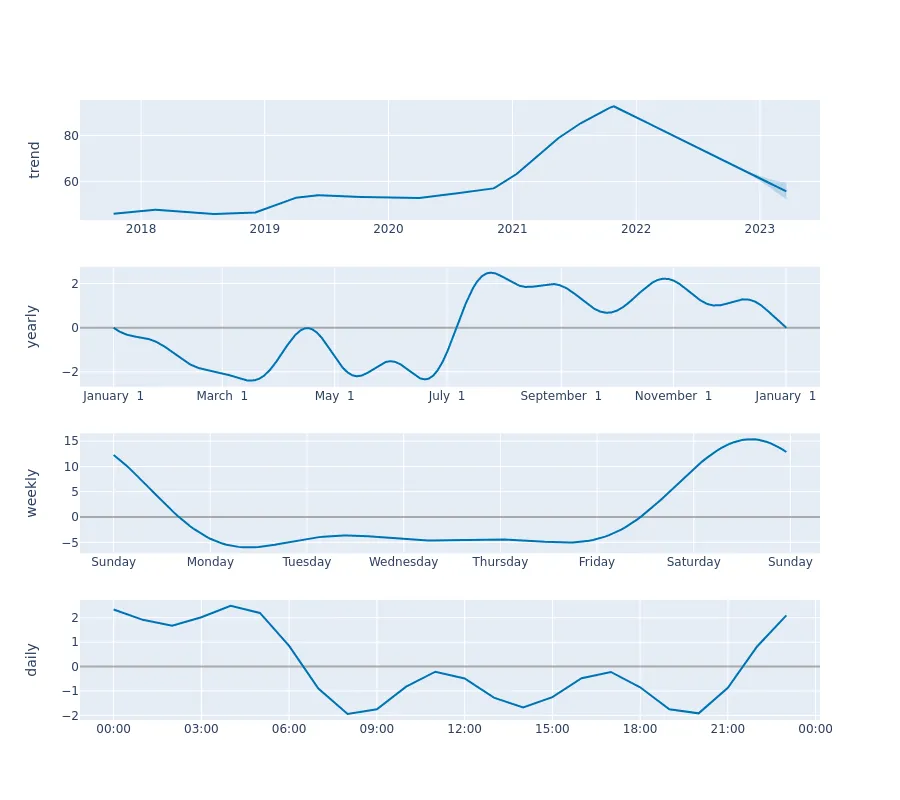 trend
80
60
2018 2019 2020 2021 2022 2023
yearly
2
0
−2
January 1 March 1 May 1 July 1 September 1 November 1 January 1
weekly
15
10
5
0
−5
Sunday Monday Tuesday Wednesday Thursday Friday Saturday Sunday
daily
2
1
0
−1
−2
00:00 03:00 06:00 09:00 12:00 15:00 18:00 21:00 00:00